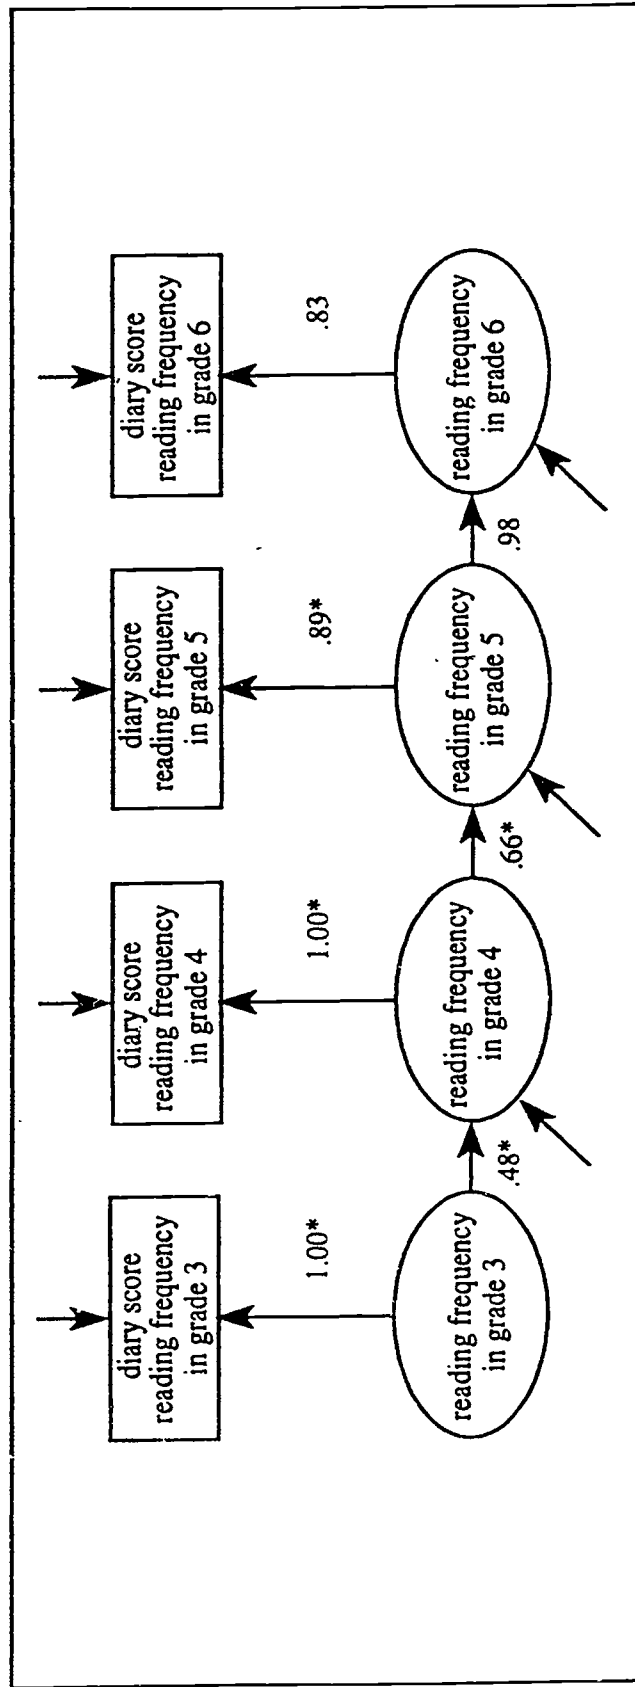 diary score
reading frequency
in grade 3
diary score
reading frequency
in grade 4
diary score
reading frequency
in grade 5
diary score
reading frequency
in grade 6
1.00*
1.00*
.89*
.83
reading frequency
in grade 3
reading frequency
in grade 4
reading frequency
in grade 5
reading frequency
in grade 6
.48*
.66*
.98